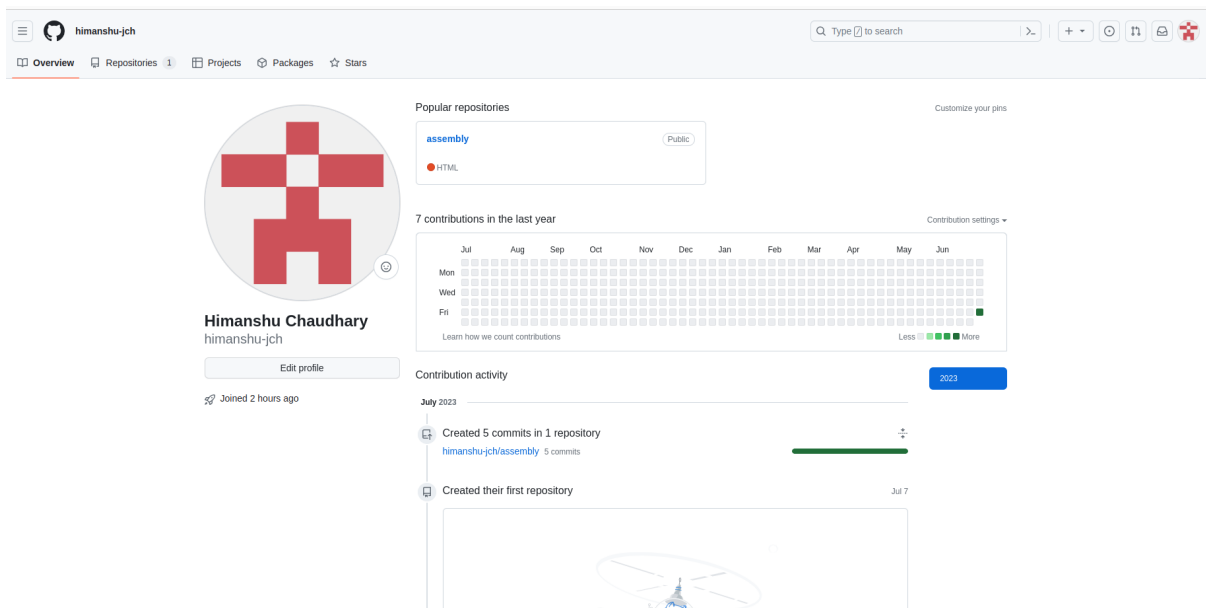 himanshu-jch
Type / to search
Overview Repositories 1 Projects Packages Stars
Popular repositories Customize your pins
assembly Public
HTML
7 contributions in the last year Contribution settings
Jul Aug Sep Oct Nov Dec Jan Feb Mar Apr May Jun
Mon
Wed
Fri
Learn how we count contributions Less More
Himanshu Chaudhary
himanshu-jch
Edit profile
Joined 2 hours ago
Contribution activity
2023
July 2023
Created 5 commits in 1 repository
himanshu-jch/assembly 5 commits
Created their first repository Jul 7